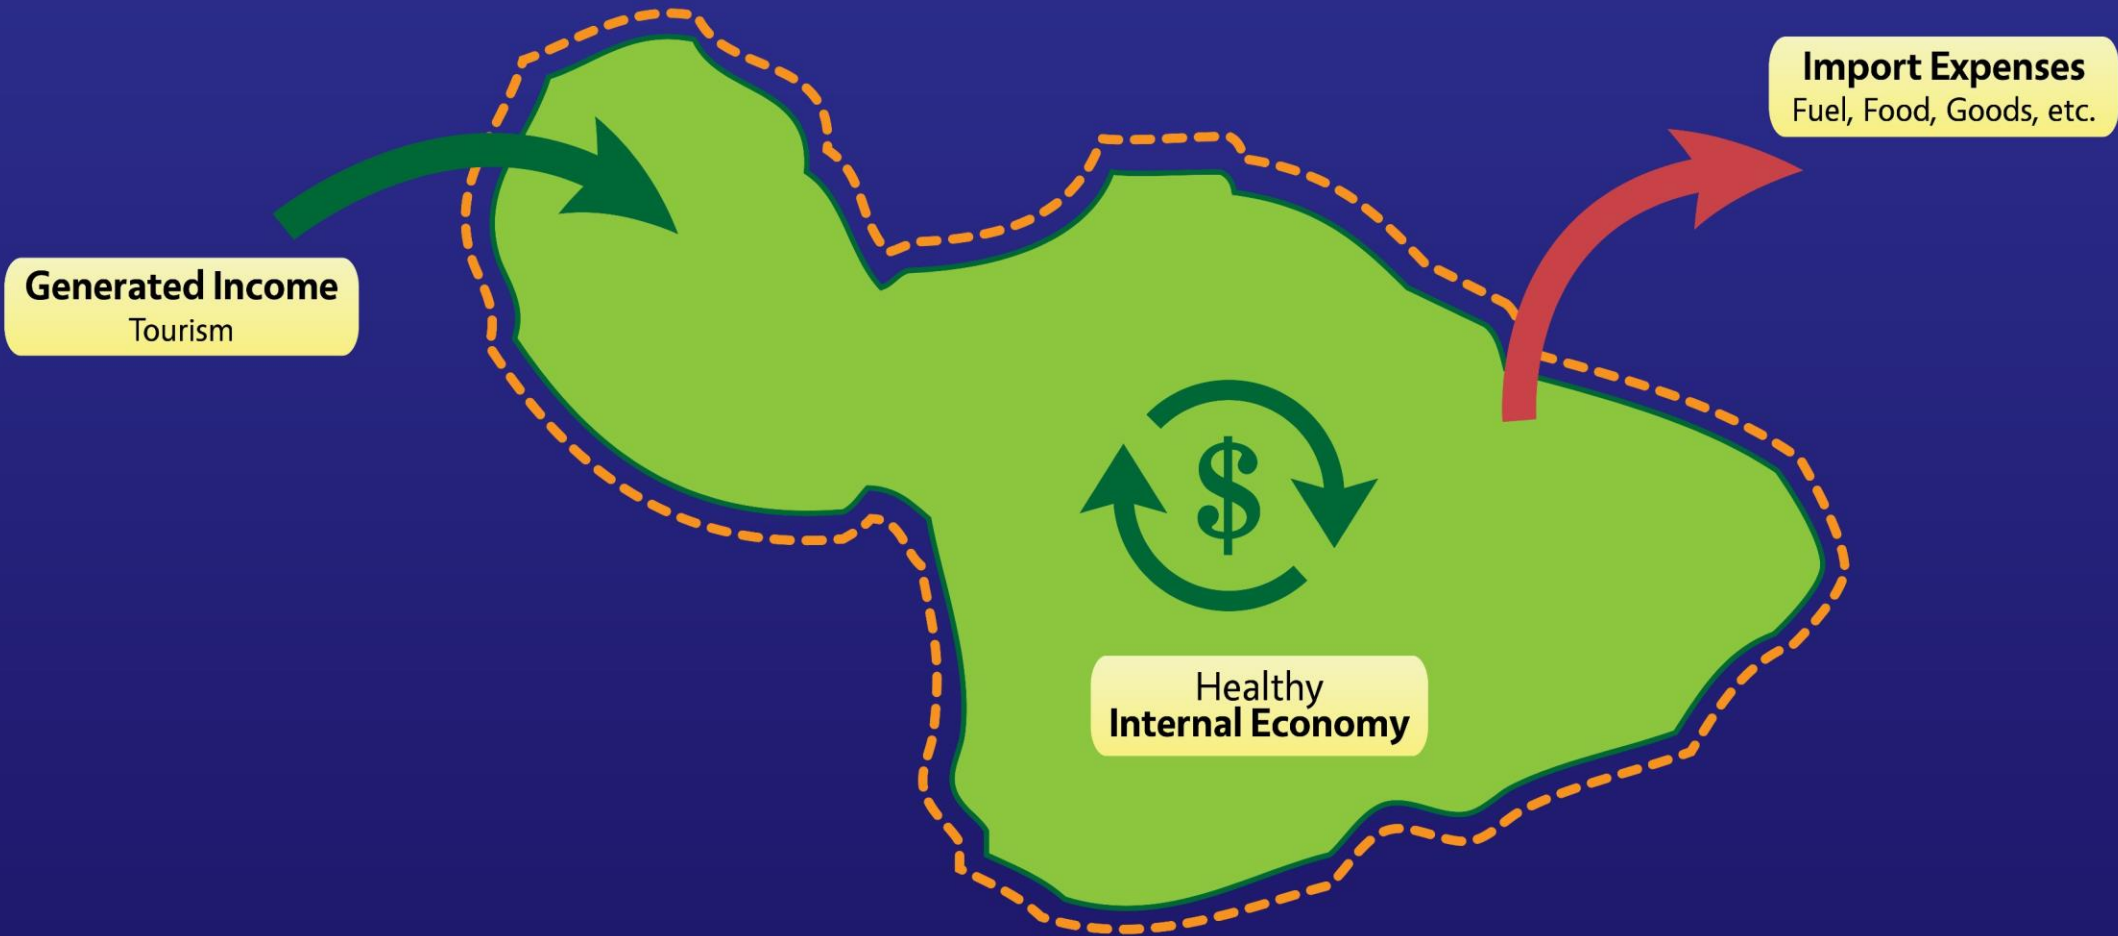 Import Expenses
Fuel, Food, Goods, etc.
Generated Income
Tourism
$
Healthy
Internal Economy